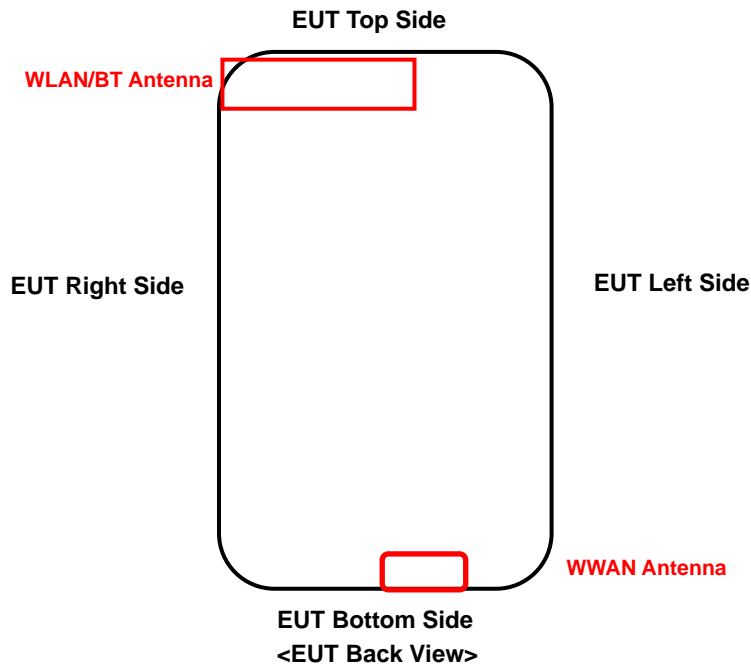 EUT Top Side
WLAN/BT Antenna
EUT Right Side
EUT Left Side
WWAN Antenna
EUT Bottom Side
<EUT Back View>